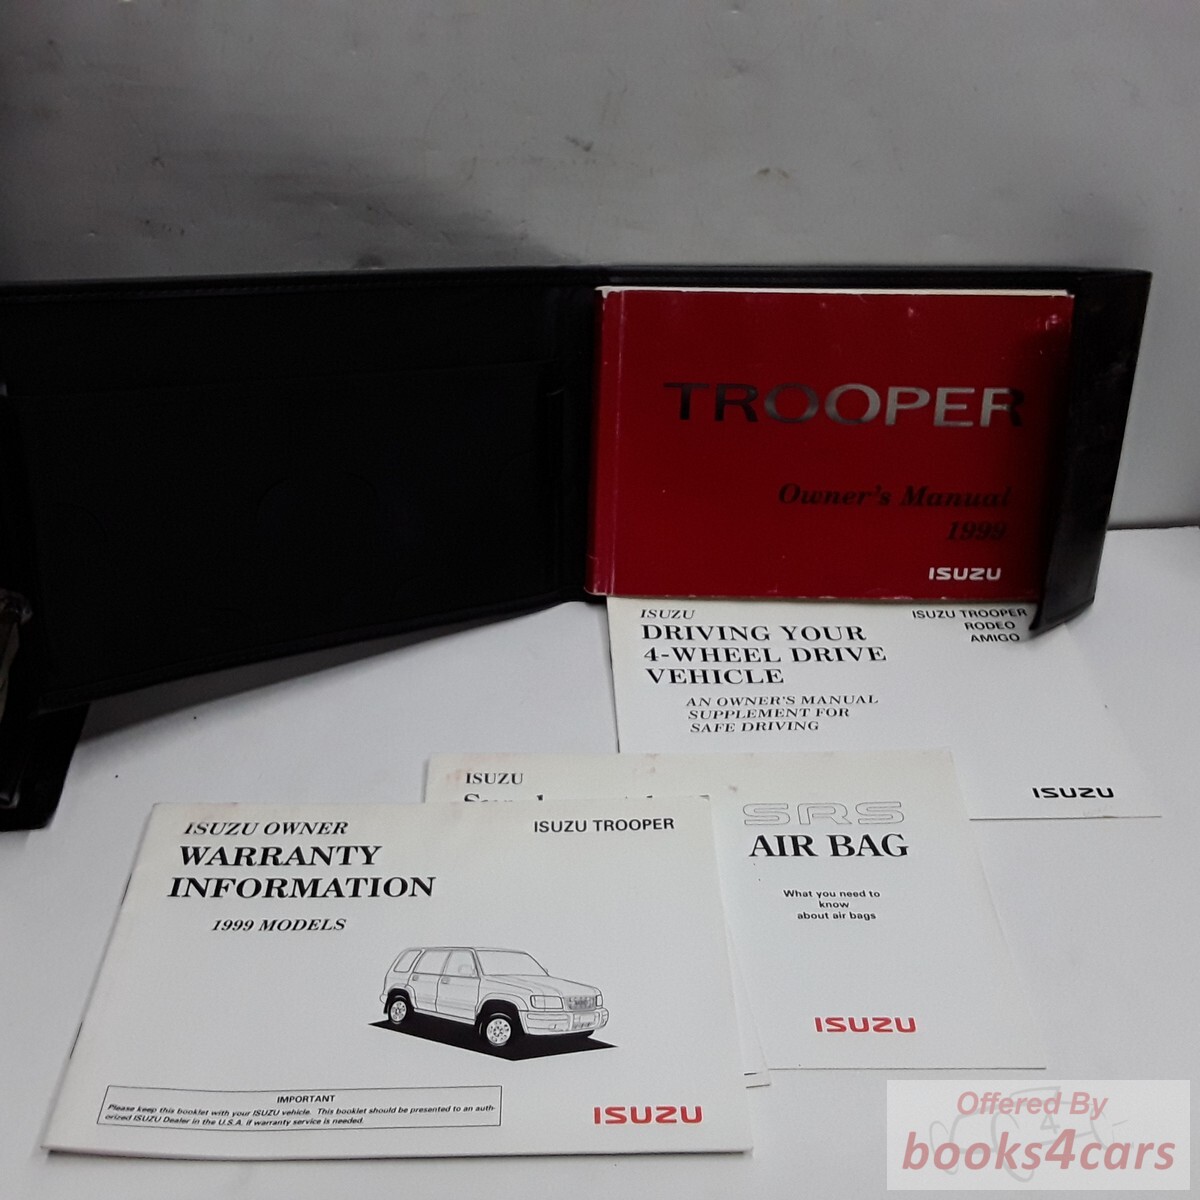 TROOPER
Owner's Manual
1999
ISUZU
ISUZU
DRIVING YOUR
4-WHEEL DRIVE
VEHICLE
ISUZU TROOPER
RODEO
AMIGO
AN OWNER'S MANUAL
SUPPLEMENT FOR
SAFE DRIVING
ISUZU
ISUZU
SRS
AIR BAG
What you need to
know
about air bags
ISUZU
ISUZU OWNER
WARRANTY
INFORMATION
1999 MODELS
ISUZU TROOPER
IMPORTANT
Please keep this booklet with your ISUZU vehicle. This booklet should be presented to an auth-
orized ISUZU Dealer in the U.S.A. if warranty service is needed.
ISUZU
Offered By
books4cars